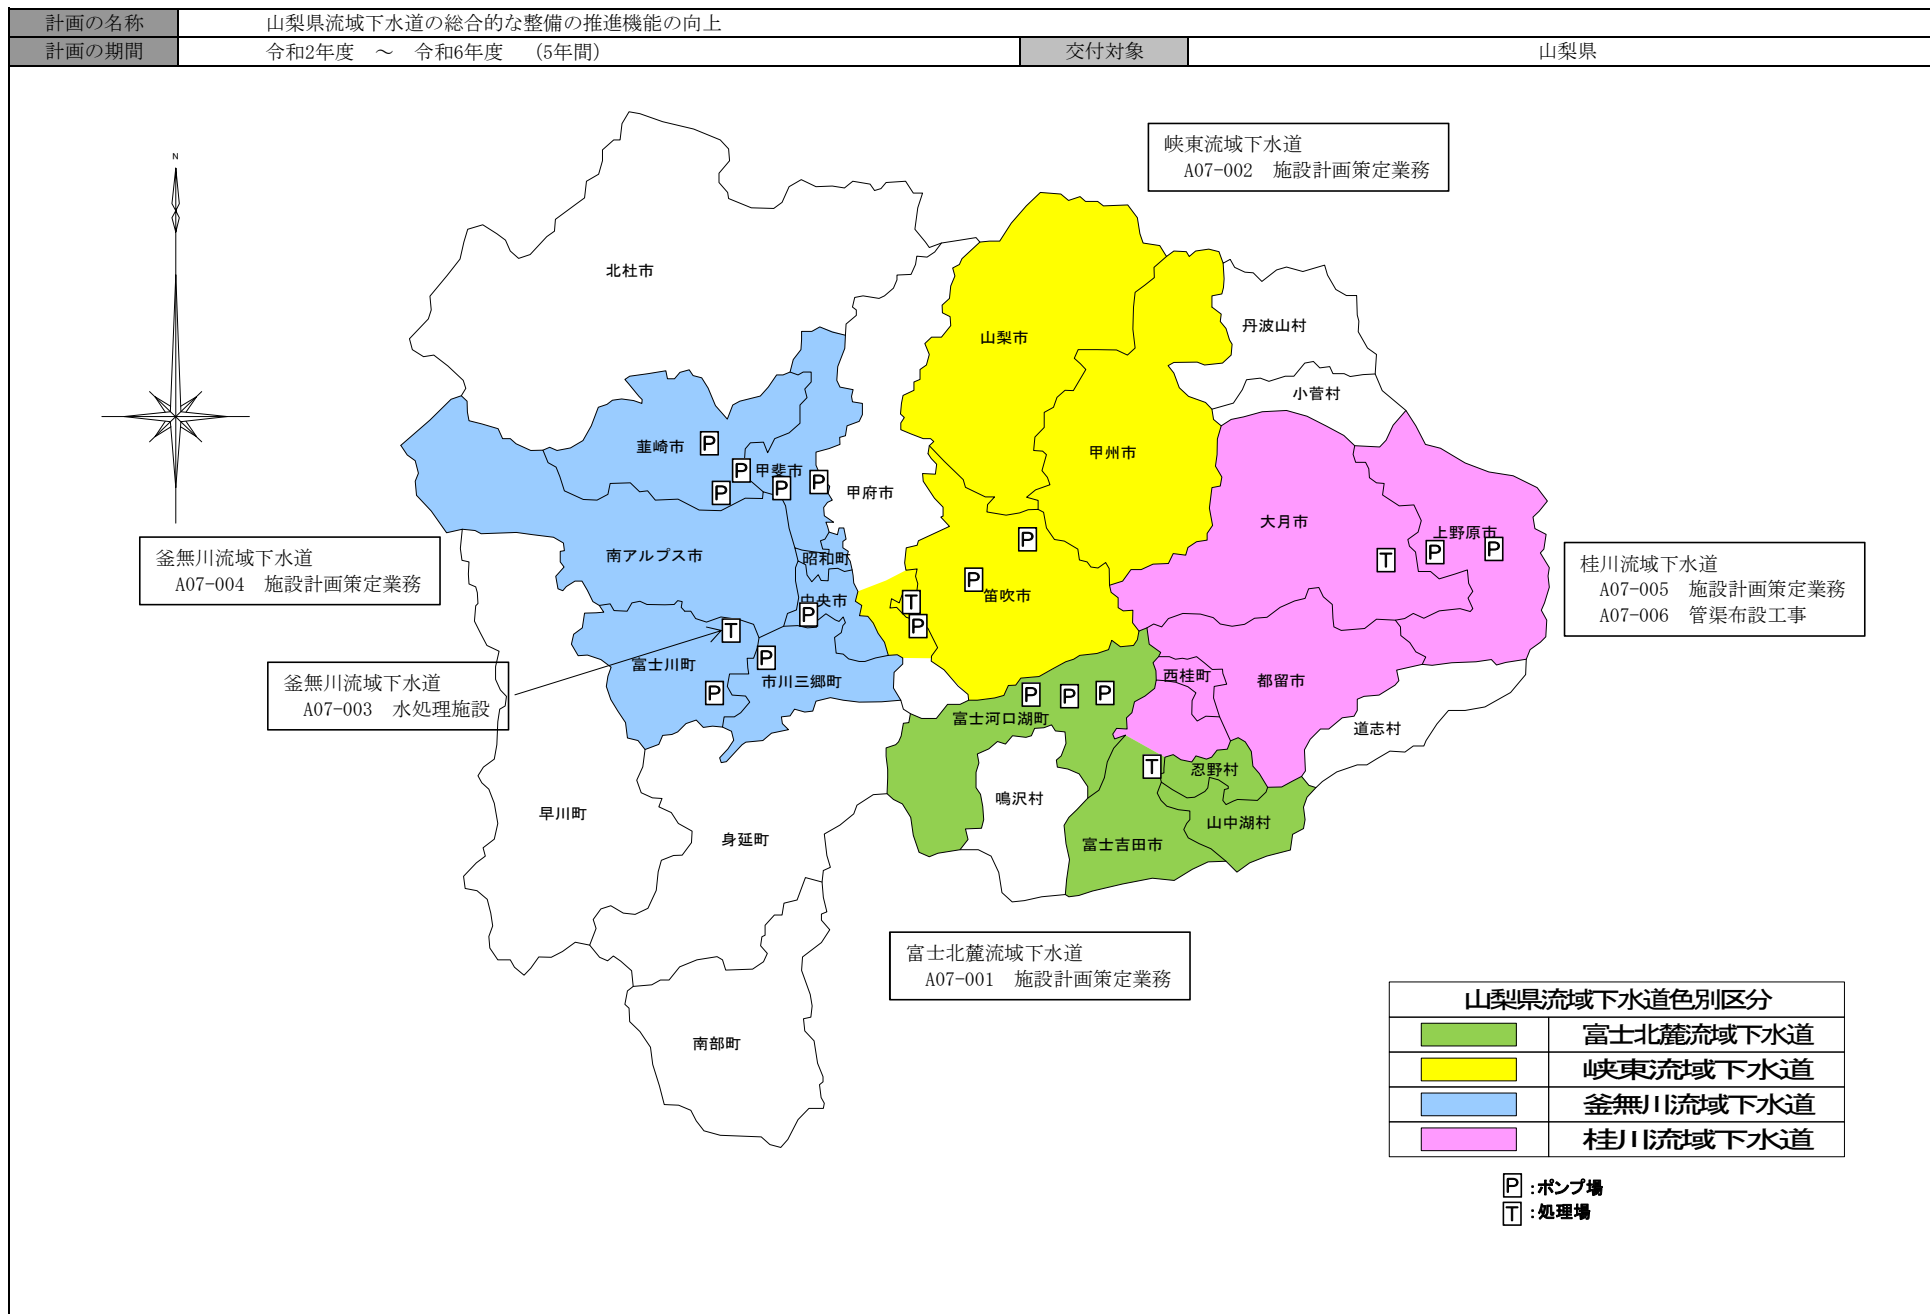 計画の名称 山梨県流域下水道の総合的な整備の推進機能の向上
計画の期間 令和2年度 ～ 令和6年度 (5年間) 交付対象 山梨県
N
峡東流域下水道
A07-002 施設計画策定業務
北杜市
丹波山村
山梨市
小菅村
韮崎市
P
甲州市
P
甲斐市
P
P
P
甲府市
大月市
上野原市
P
P
T
P
釜無川流域下水道
A07-004 施設計画策定業務
南アルプス市
昭和町
桂川流域下水道
A07-005 施設計画策定業務
A07-006 管渠布設工事
P
笛吹市
中央市
P
T
P
T
P
釜無川流域下水道
A07-003 水処理施設
富士川町
P
市川三郷町
西桂町
都留市
P
P
P
富士河口湖町
道志村
T
忍野村
鳴沢村
早川町
山中湖村
身延町
富士吉田市
富士北麓流域下水道
A07-001 施設計画策定業務
南部町
山梨県流域下水道色別区分
富士北麓流域下水道
峡東流域下水道
釜無川流域下水道
桂川流域下水道
P :ポンプ場
T :処理場